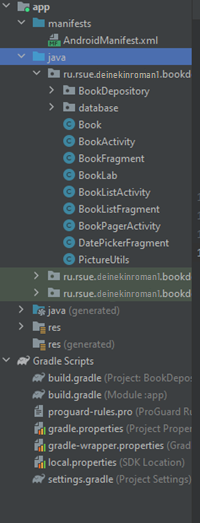 app
manifests
AndroidManifest.xml
java
ru.rsue.deinekinroman1.bookd
BookDepository
database
Book
BookActivity
BookFragment
BookLab
BookListActivity
BookListFragment
BookPagerActivity
DatePickerFragment
PictureUtils
ru.rsue.deinekinroman1.bookd
ru.rsue.deinekinroman1.bookd
java (generated)
res
res (generated)
Gradle Scripts
build.gradle (Project: BookDepos
build.gradle (Module :app)
proguard-rules.pro (ProGuard Ru
gradle.properties (Project Proper
gradle-wrapper.properties (Grad
local.properties (SDK Location)
settings.gradle (Project Settings)